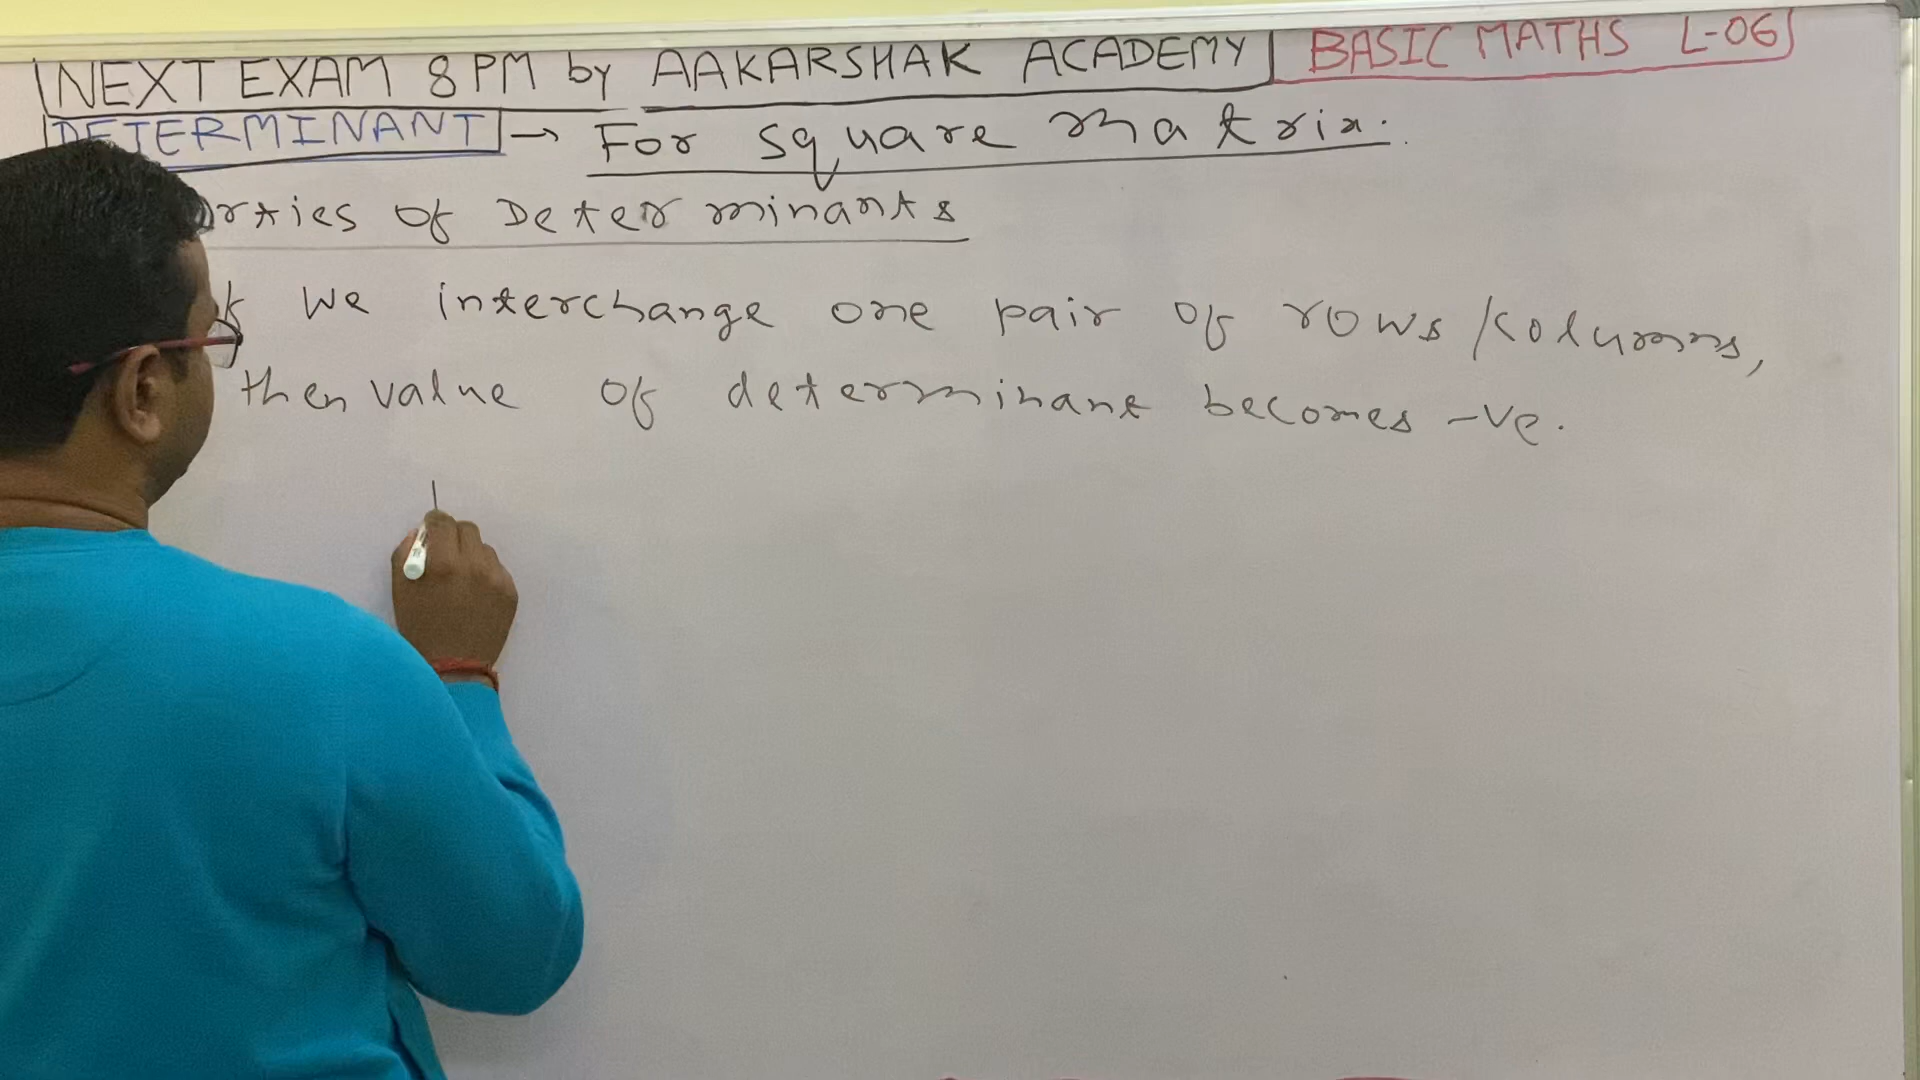 NEXT EXAM 8 PM by AAKARSHAK ACADEMY BASIC MATHS L-06
DETERMINANT → For square matrix.
of Determinants
we interchange one pair of rows/columns,
then value of determinant becomes -ve.